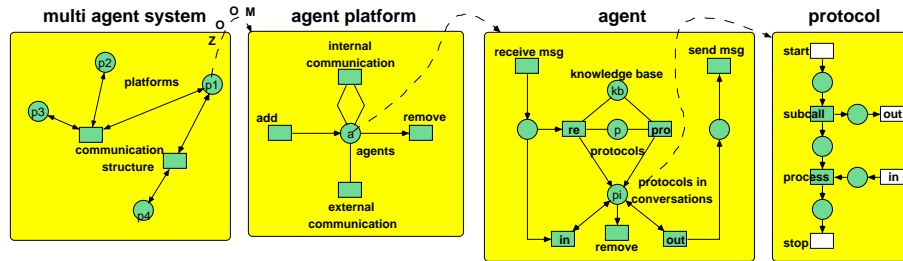 multi agent system
Z O O M
agent platform
agent
protocol
p2
platforms
p1
p3
communication
structure
p4
internal
communication
add
a
remove
agents
external
communication
receive msg
send msg
knowledge base
kb
re
p
pro
protocols
pi
protocols in
conversations
in
remove
out
start
subcall
out
process
in
stop